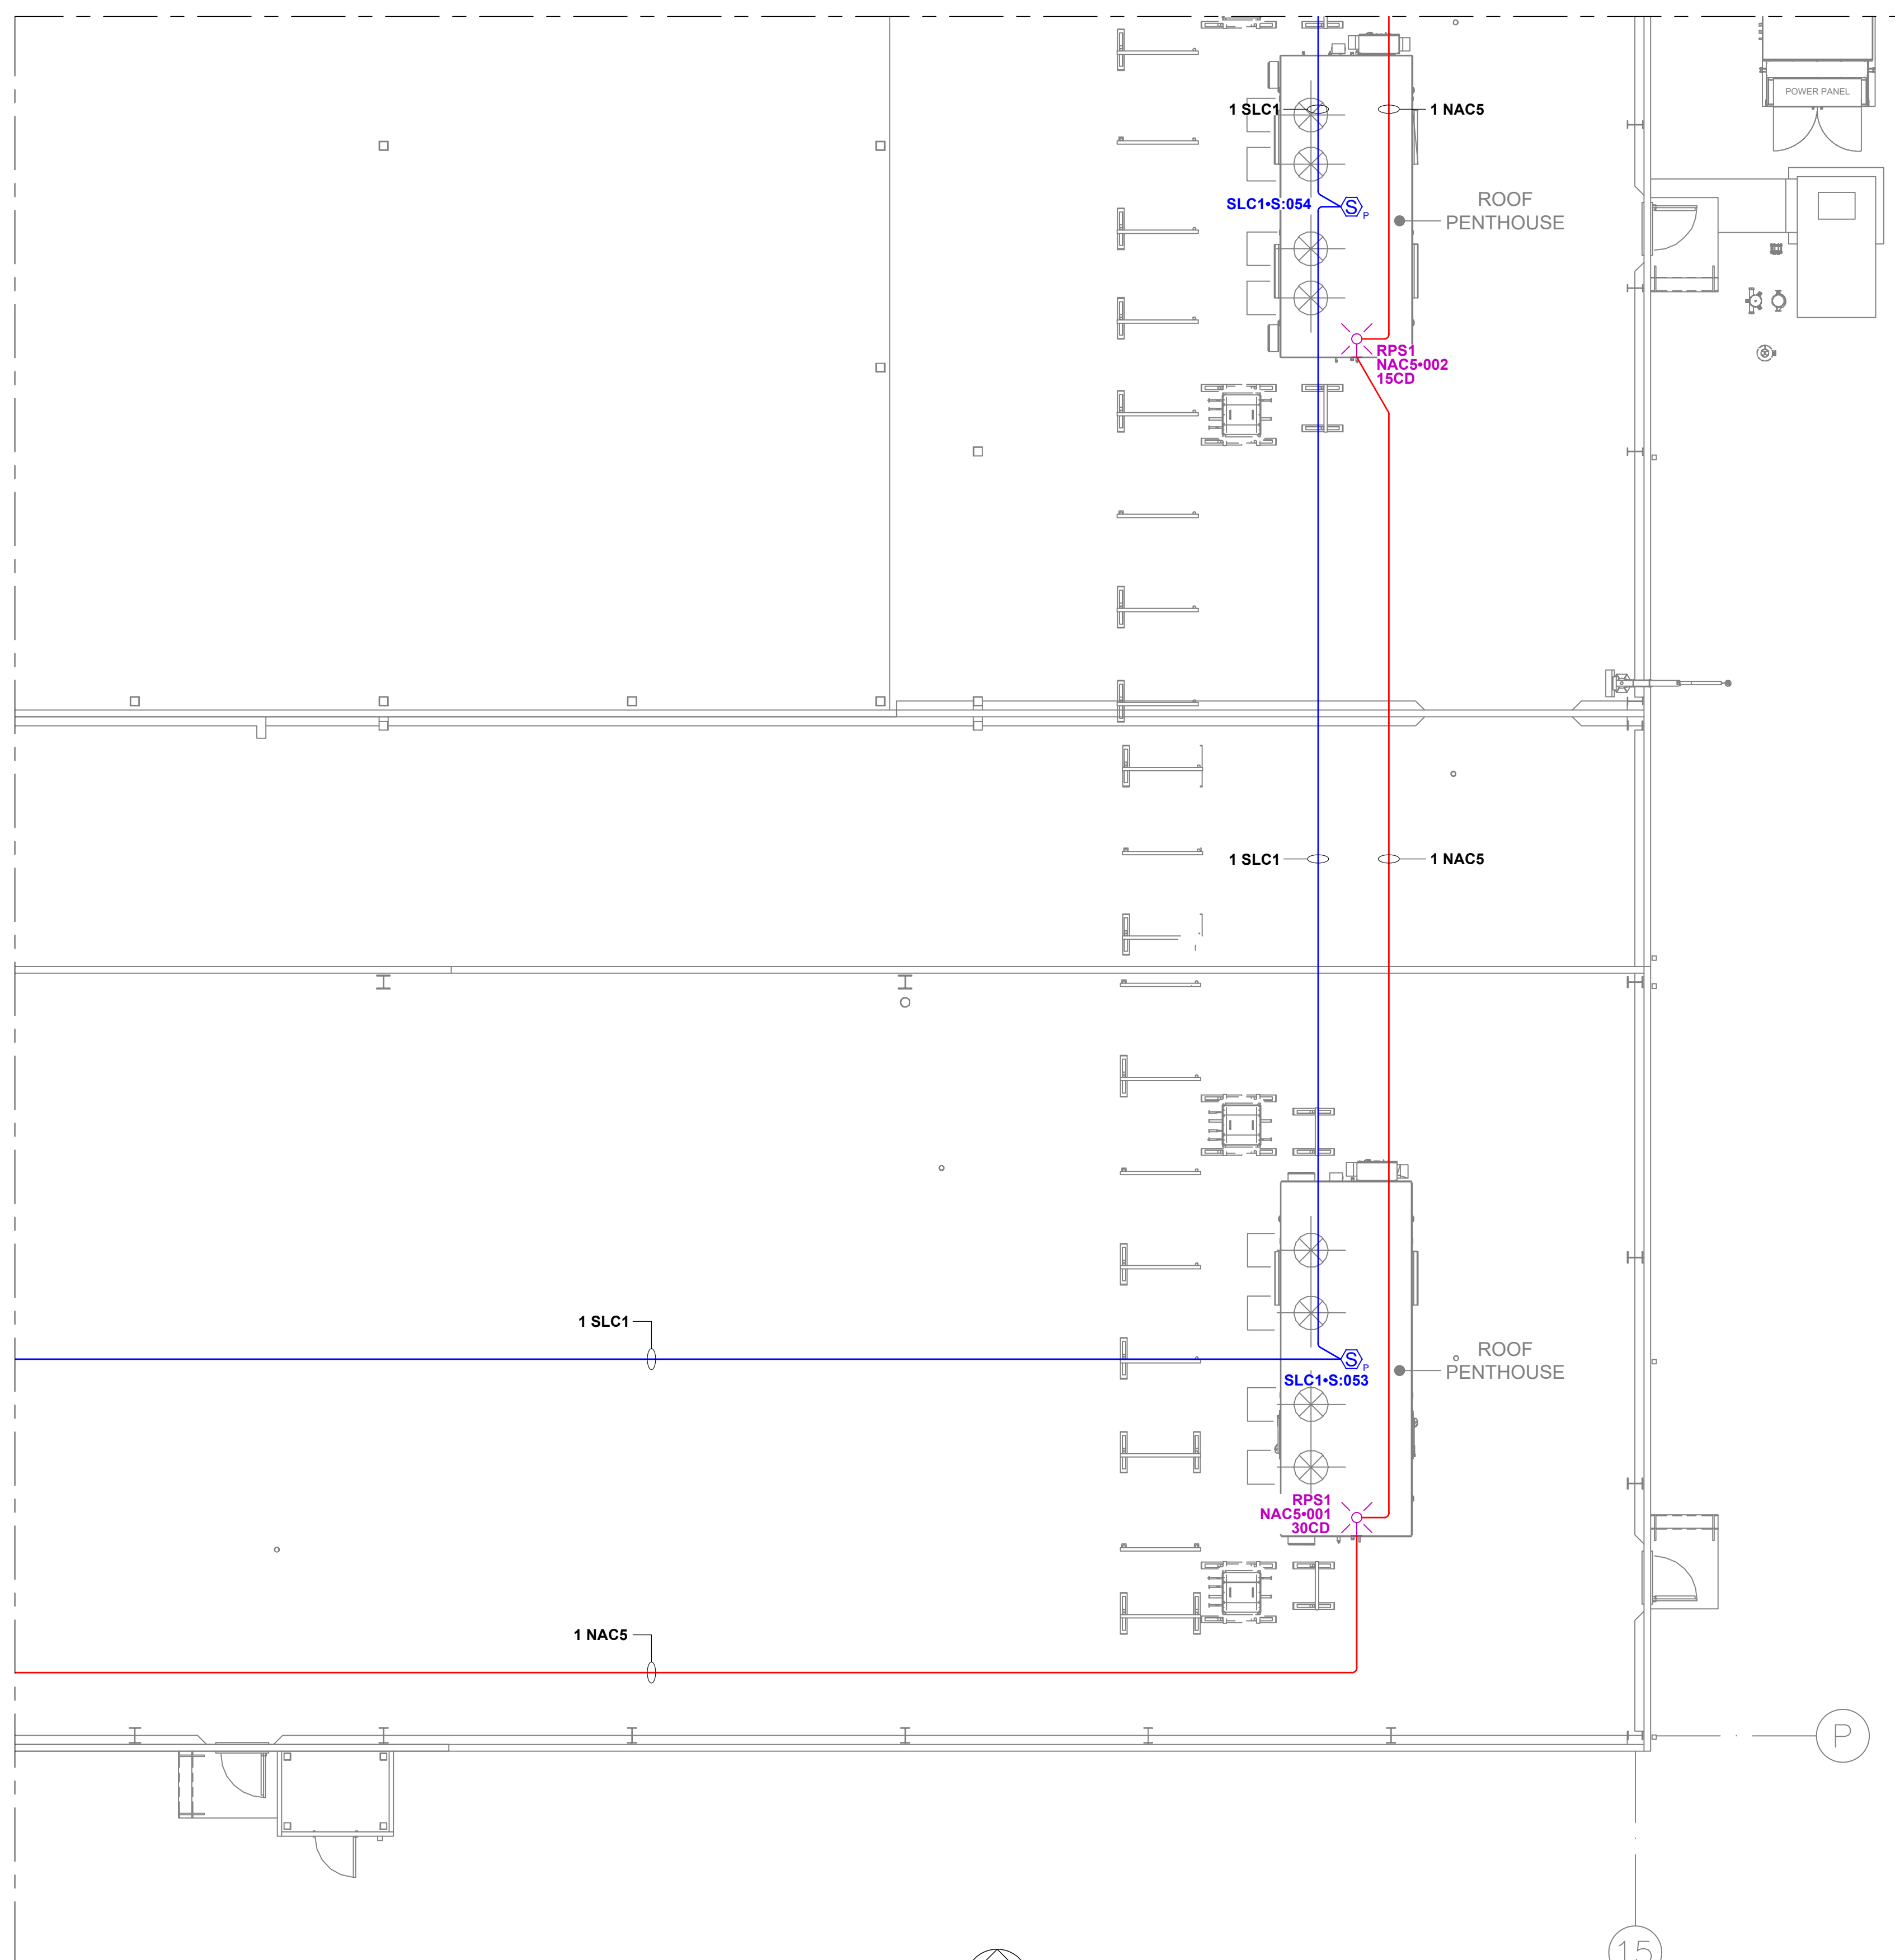 POWER PANEL
1 SLC1
1 NAC5
SLC1•S:054
S
P
ROOF
PENTHOUSE
RPS1
NAC5•002
15CD
1 SLC1
1 NAC5
1 SLC1
S
P
SLC1•S:053
ROOF
PENTHOUSE
RPS1
NAC5•001
30CD
1 NAC5
P
15